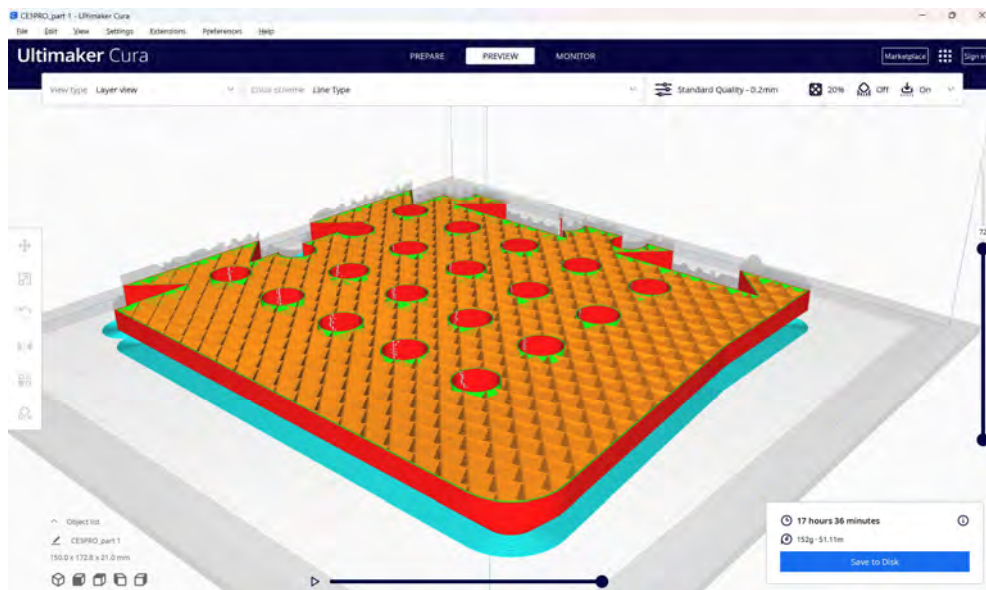 CESPRO_part 1 - Ultimaker Cura
File Edit View Settings Extensions Preferences Help
Ultimaker Cura PREPARE PREVIEW MONITOR Marketplace Sign in
View type Layer view Line Type Standard Quality - 0.2mm 20% Off On
Object list
CESPRO_part 1
150.0 x 172.8 x 21.0 mm
17 hours 36 minutes
152g · 51.11m
Save to Disk